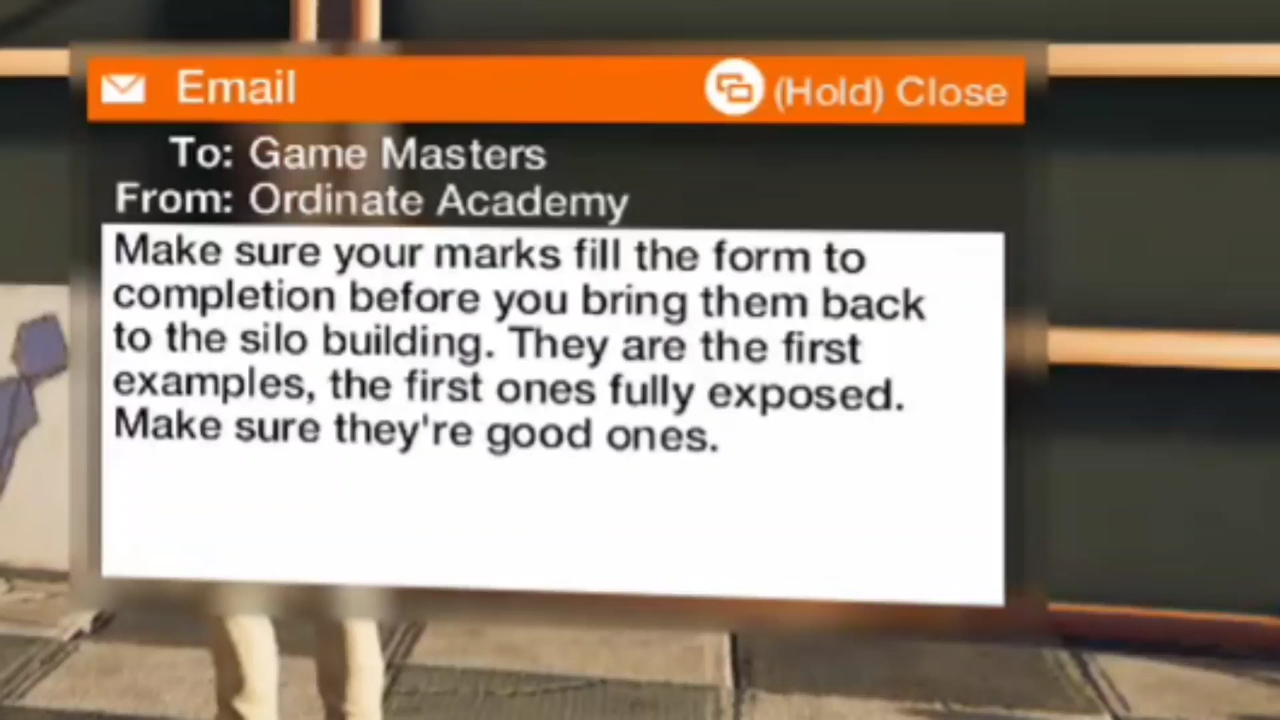 Email
(Hold) Close
To: Game Masters
From: Ordinate Academy
Make sure your marks fill the form to
completion before you bring them back
to the silo building. They are the first
examples, the first ones fully exposed.
Make sure they're good ones.